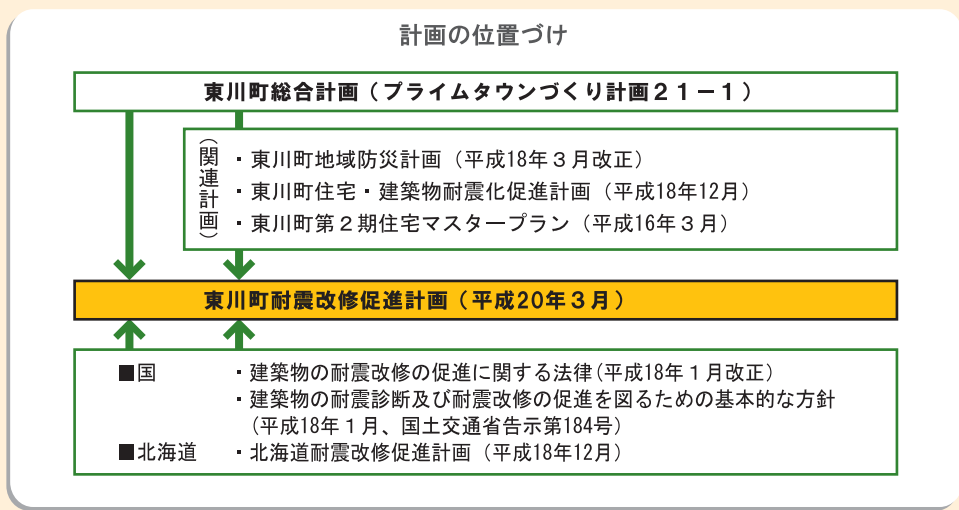 計画の位置づけ
東川町総合計画（プライムタウンづくり計画２１－１）
（関連計画）
・東川町地域防災計画（平成18年３月改正）
・東川町住宅・建築物耐震化促進計画（平成18年12月）
・東川町第２期住宅マスタープラン（平成16年３月）
東川町耐震改修促進計画（平成20年３月）
■国　・建築物の耐震改修の促進に関する法律(平成18年１月改正)
・建築物の耐震診断及び耐震改修の促進を図るための基本的な方針
(平成18年１月、国土交通省告示第184号)
■北海道　・北海道耐震改修促進計画（平成18年12月）